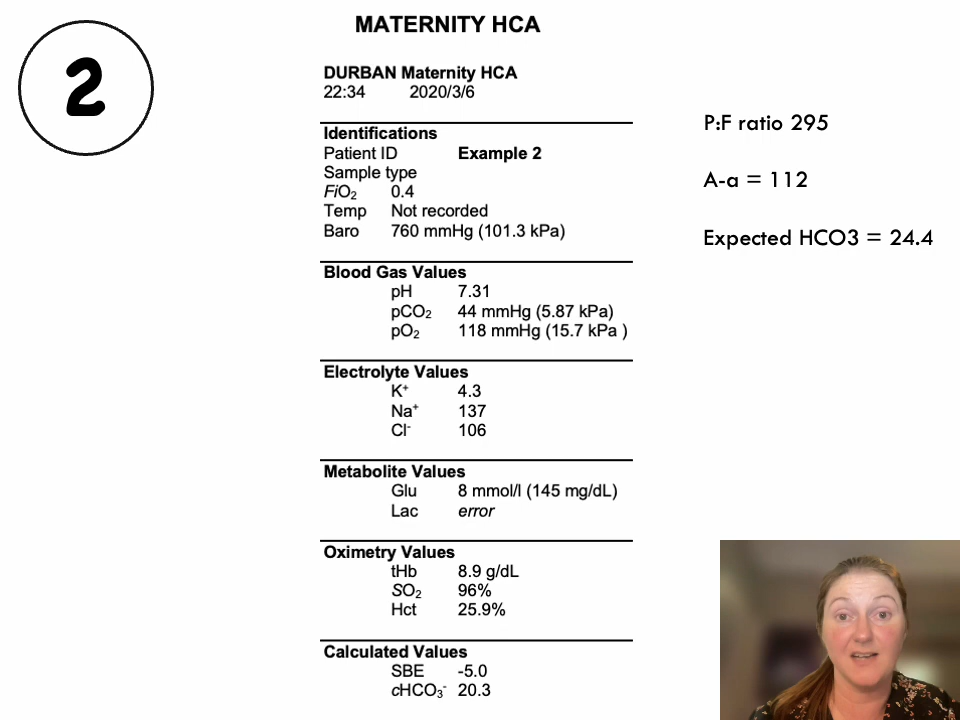 2
MATERNITY HCA
DURBAN Maternity HCA
22:34 2020/3/6
Identifications
Patient ID Example 2
Sample type
FiO₂ 0.4
Temp Not recorded
Baro 760 mmHg (101.3 kPa)
Blood Gas Values
pH 7.31
pCO₂ 44 mmHg (5.87 kPa)
pO₂ 118 mmHg (15.7 kPa )
Electrolyte Values
K⁺ 4.3
Na⁺ 137
Cl⁻ 106
Metabolite Values
Glu 8 mmol/l (145 mg/dL)
Lac error
Oximetry Values
tHb 8.9 g/dL
SO₂ 96%
Hct 25.9%
Calculated Values
SBE -5.0
cHCO₃⁻ 20.3
P:F ratio 295
A-a = 112
Expected HCO3 = 24.4